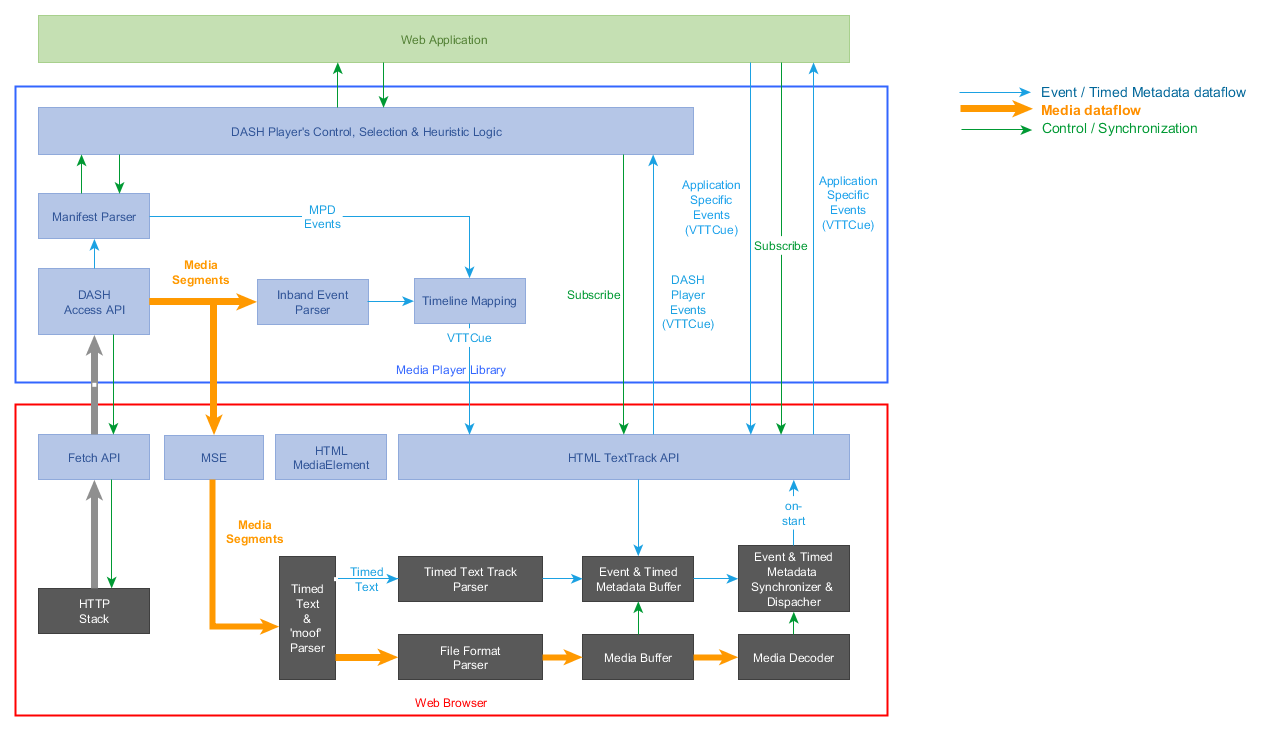 Web Application
Event / Timed Metadata dataflow
Media dataflow
Control / Synchronization
DASH Player's Control, Selection & Heuristic Logic
Application
Specific
Events
(VTTCue)
Application
Specific
Events
(VTTCue)
Manifest Parser
MPD
Events
Subscribe
Media
Segments
DASH
Access API
Inband Event
Parser
Timeline Mapping
Subscribe
DASH
Player
Events
(VTTCue)
VTTCue
Media Player Library
Fetch API
MSE
HTML
MediaElement
HTML TextTrack API
Media
Segments
on-
start
Timed
Text
&
'moof'
Parser
Timed
Text
Timed Text Track
Parser
Event & Timed
Metadata Buffer
Event & Timed
Metadata
Synchronizer &
Dispacher
HTTP
Stack
File Format
Parser
Media Buffer
Media Decoder
Web Browser